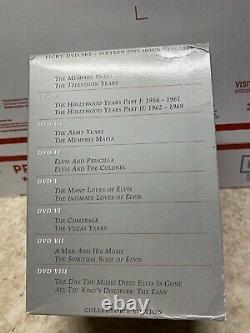 EIGHT DVD SET - SIXTEEN ONE-HOUR EPISODES
THE MEMPHIS YEARS
THE TELEVISION YEARS
THE HOLLYWOOD YEARS PART I: 1956 - 1961
THE HOLLYWOOD YEARS PART II: 1962 - 1969
DVD III
THE ARMY YEARS
THE MEMPHIS MAFIA
DVD IV
ELVIS AND PRISCILLA
ELVIS AND THE COLONEL
DVD V
THE MANY LOVES OF ELVIS
THE INTIMATE LOVES OF ELVIS
DVD VI
THE COMEBACK
THE VEGAS YEARS
DVD VII
A MAN AND HIS MUSIC
THE SPIRITUAL SOUL OF ELVIS
DVD VIII
THE DAY THE MUSIC DIED: ELVIS IS GONE
ALL THE KING'S DISCIPLES: THE FANS
COLLECTOR'S EDITION